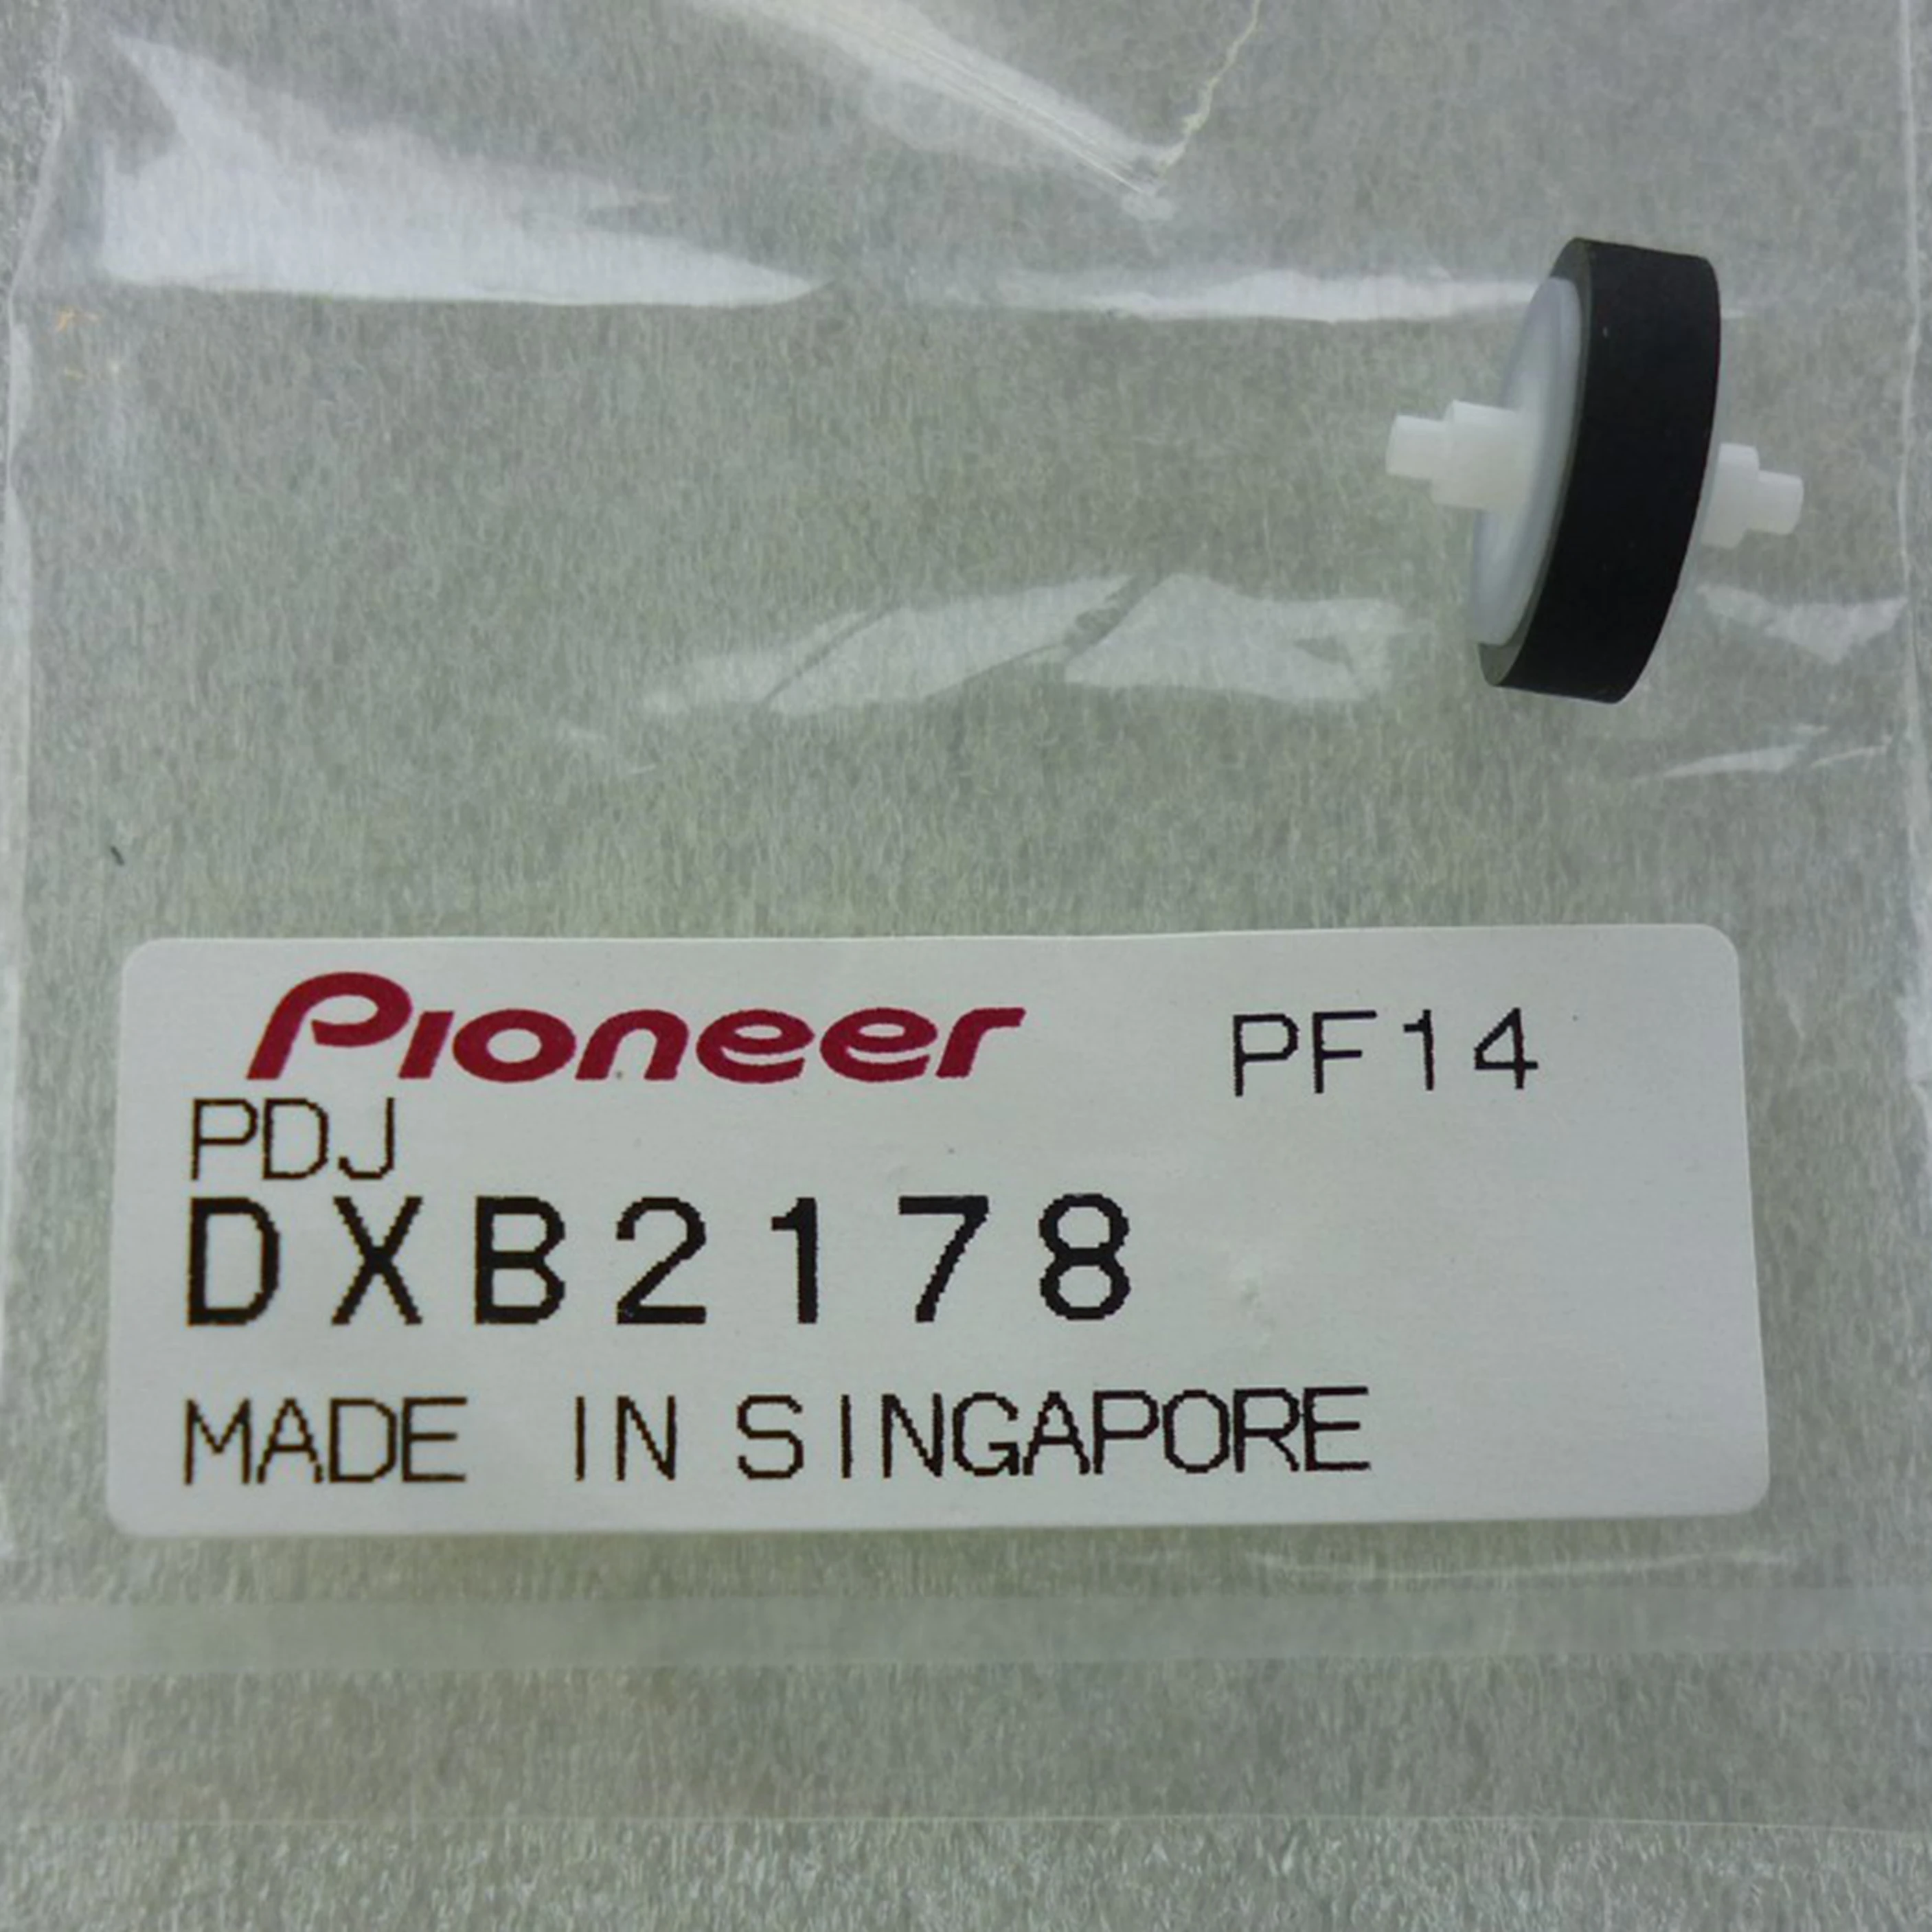 Pioneer PF14
PDJ
DXB2178
MADE IN SINGAPORE